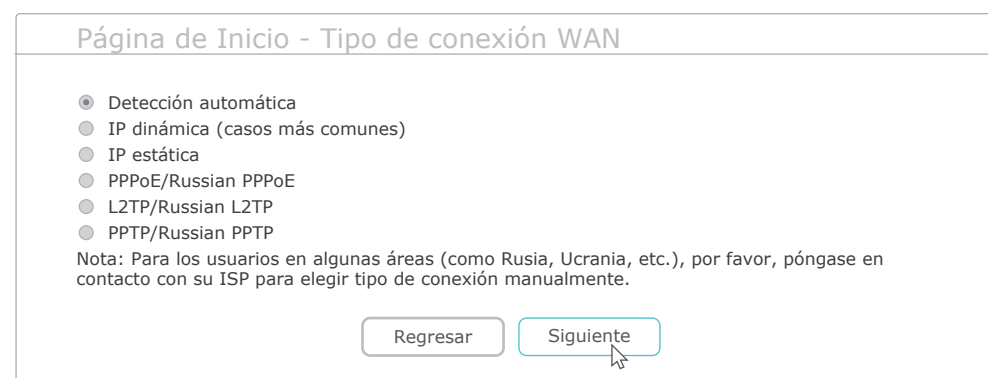 Página de Inicio - Tipo de conexión WAN
Detección automática
IP dinámica (casos más comunes)
IP estática
PPPoE/Russian PPPoE
L2TP/Russian L2TP
PPTP/Russian PPTP
Nota: Para los usuarios en algunas áreas (como Rusia, Ucrania, etc.), por favor, póngase en
contacto con su ISP para elegir tipo de conexión manualmente.
Regresar
Siguiente